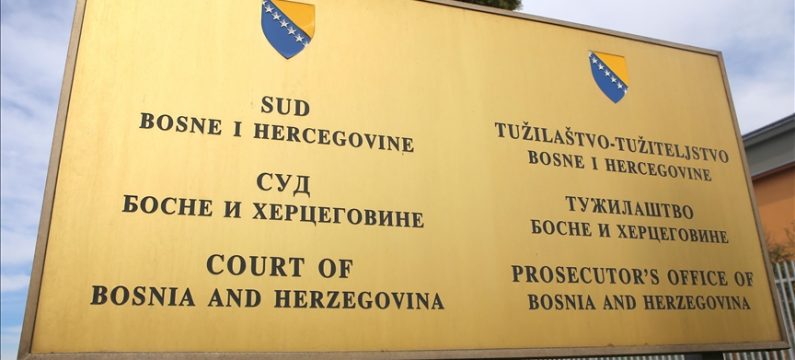 SUD
BOSNE I HERCEGOVINE
СУД
БОСНЕ И ХЕРЦЕГОВИНЕ
COURT OF
BOSNIA AND HERZEGOVINA
TUŽILAŠTVO-TUŽITELJSTVO
BOSNE I HERCEGOVINE
ТУЖИЛАШТВО
БОСНЕ И ХЕРЦЕГОВИНЕ
PROSECUTOR'S OFFICE OF
BOSNIA AND HERZEGOVINA